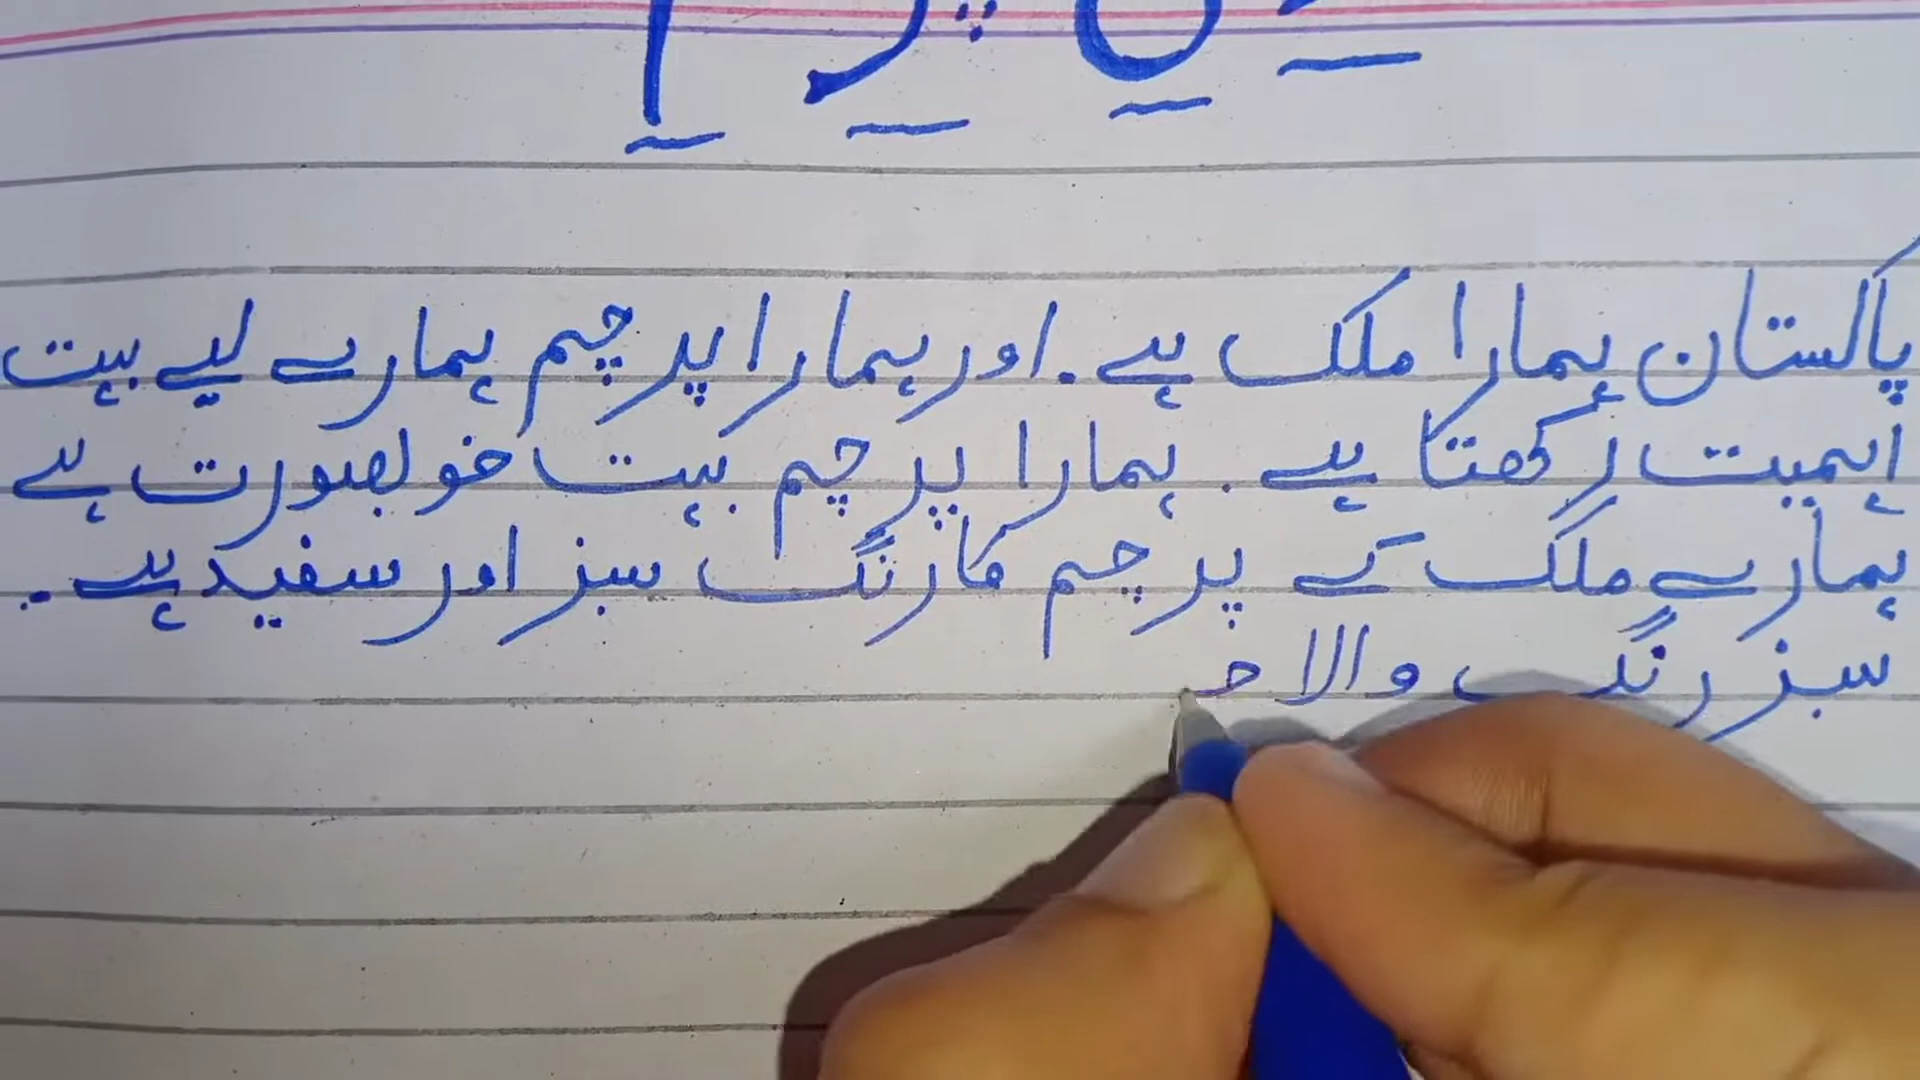 پاکستان ہمارا ملک ہے۔ اور ہمارا پرچم ہمارے لیے بہت
اہمیت رکھتا ہے۔ ہمارا پرچم بہت خوبصورت ہے
ہمارے ملک کے پرچم کا رنگ سبز اور سفید ہے۔
سبز رنگ والا